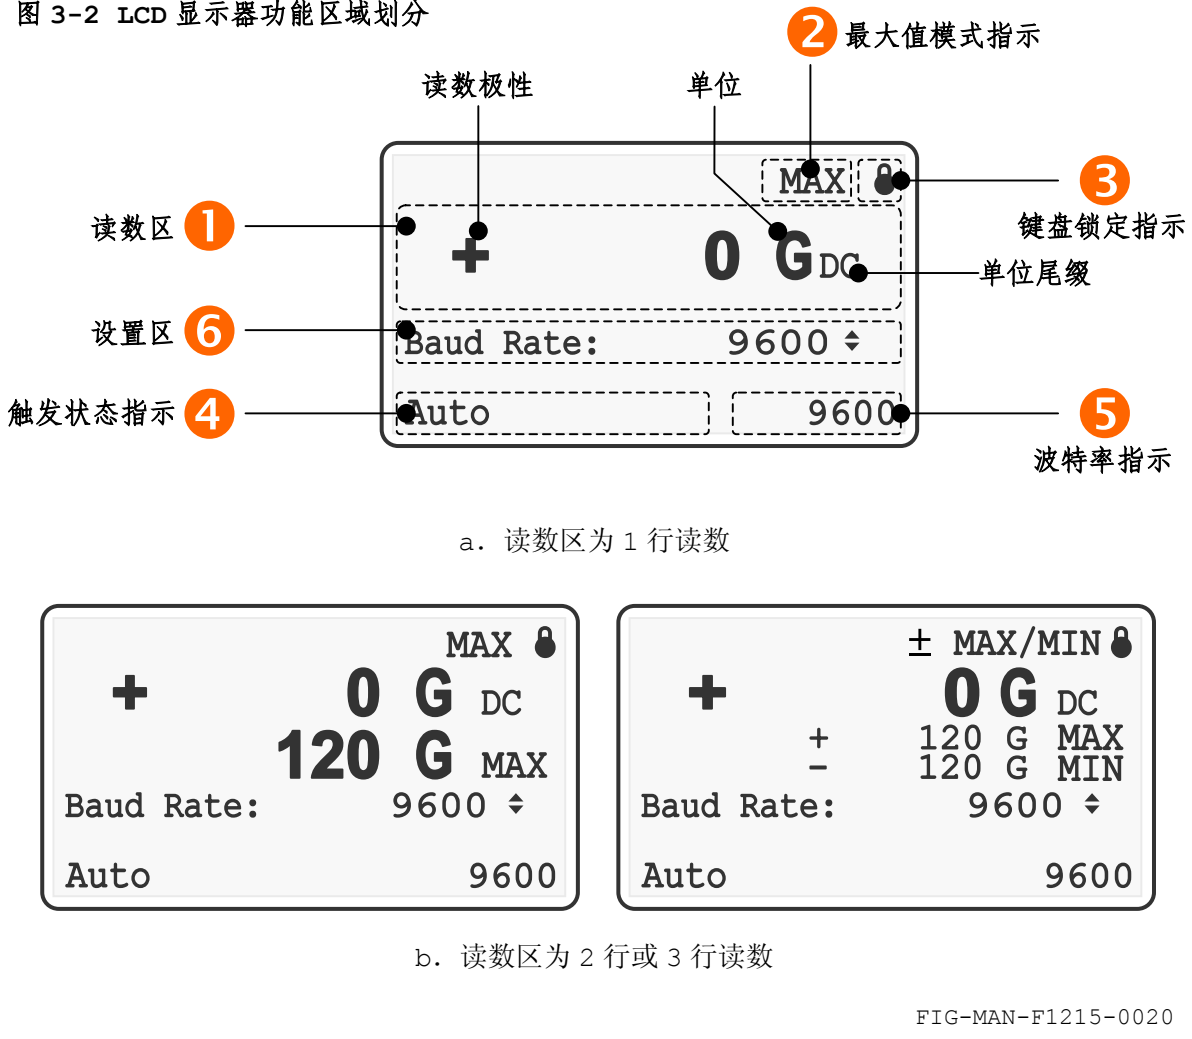 图 3-2 LCD 显示器功能区域划分
2 最大值模式指示
读数极性
单位
MAX
3
键盘锁定指示
读数区 1
+ 0 G DC
单位尾缀
设置区 6
Baud Rate: 9600
触发状态指示 4
Auto 9600
5
波特率指示
a. 读数区为 1 行读数
MAX
+ 0 G DC
120 G MAX
Baud Rate: 9600
Auto 9600
± MAX/MIN
+ 0 G DC
+ 120 G MAX
- 120 G MIN
Baud Rate: 9600
Auto 9600
b. 读数区为 2 行或 3 行读数
FIG-MAN-F1215-0020